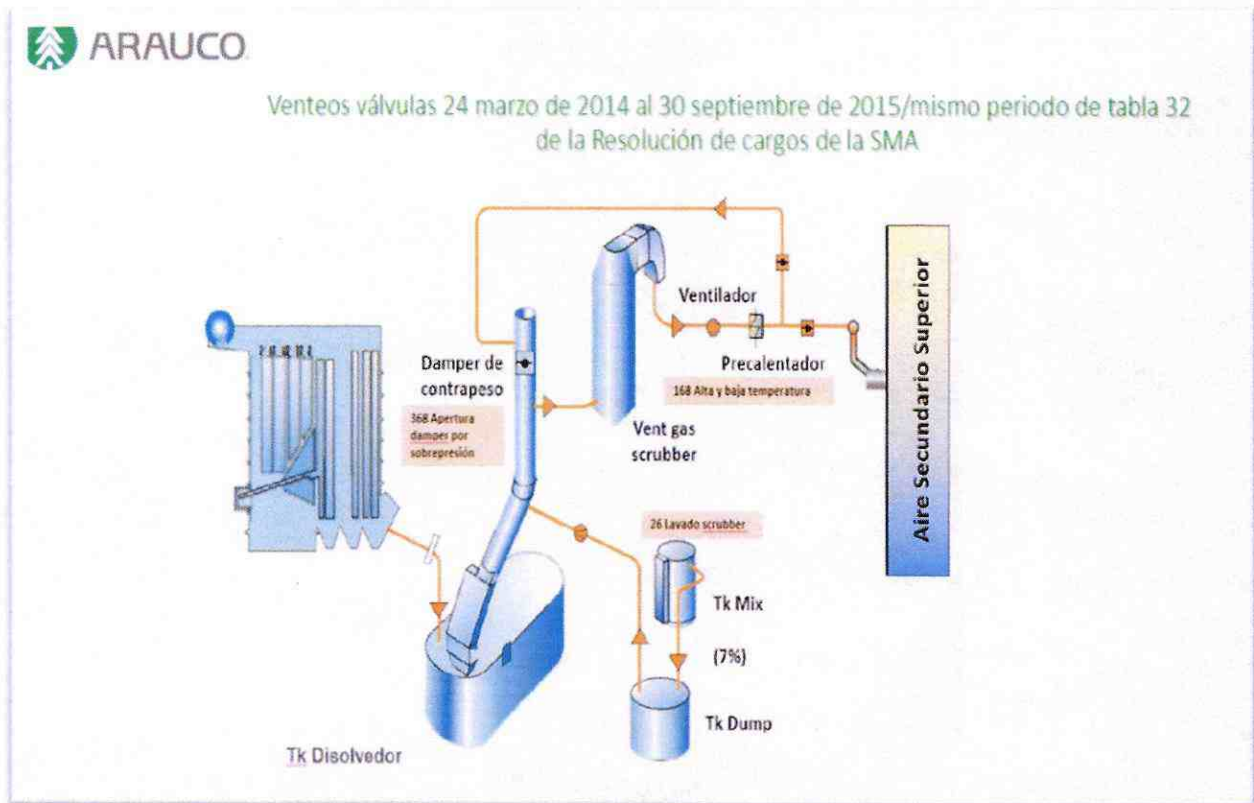 ARAUCO
Venteos válvulas 24 marzo de 2014 al 30 septiembre de 2015/mismo periodo de tabla 32
de la Resolución de cargos de la SMA
Ventilador
Damper de
contrapeso
Precalentador
168 Alta y baja temperatura
368 Apertura
damper por
sobrepresión
Vent gas
scrubber
Aire Secundario Superior
26 Lavado scrubber
Tk Mix
(7%)
Tk Dump
Tk Disolvedor